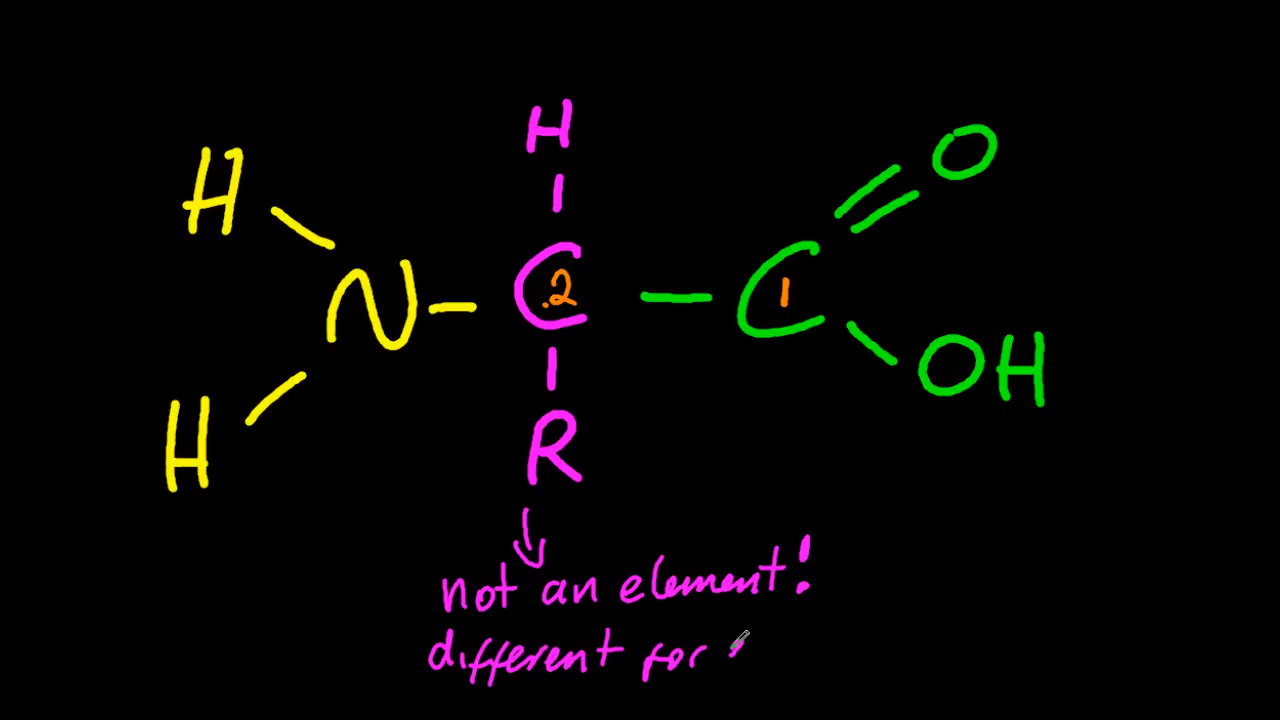 H
H
O
N - C - C
.2
1
H
R
OH
not an element!
different for